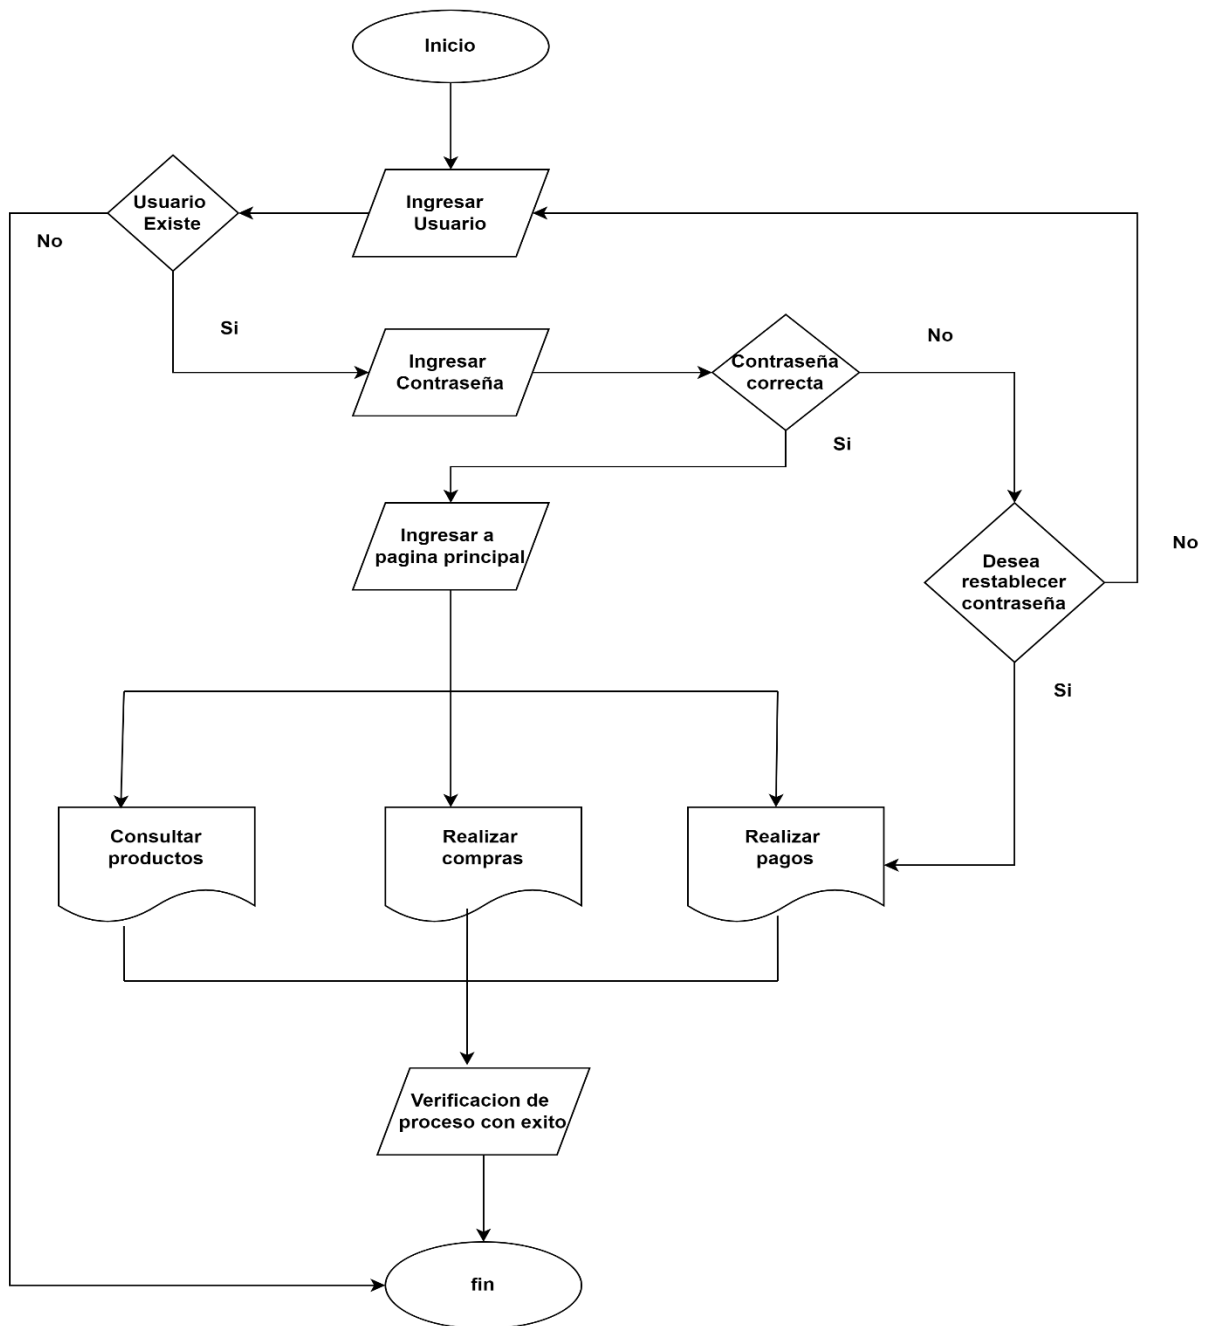 Inicio
Usuario
Existe
Ingresar
Usuario
No
Si
Ingresar
Contraseña
Contraseña
correcta
No
Si
Ingresar a
pagina principal
Desea
restablecer
contraseña
No
Si
Consultar
productos
Realizar
compras
Realizar
pagos
Verificacion de
proceso con exito
fin